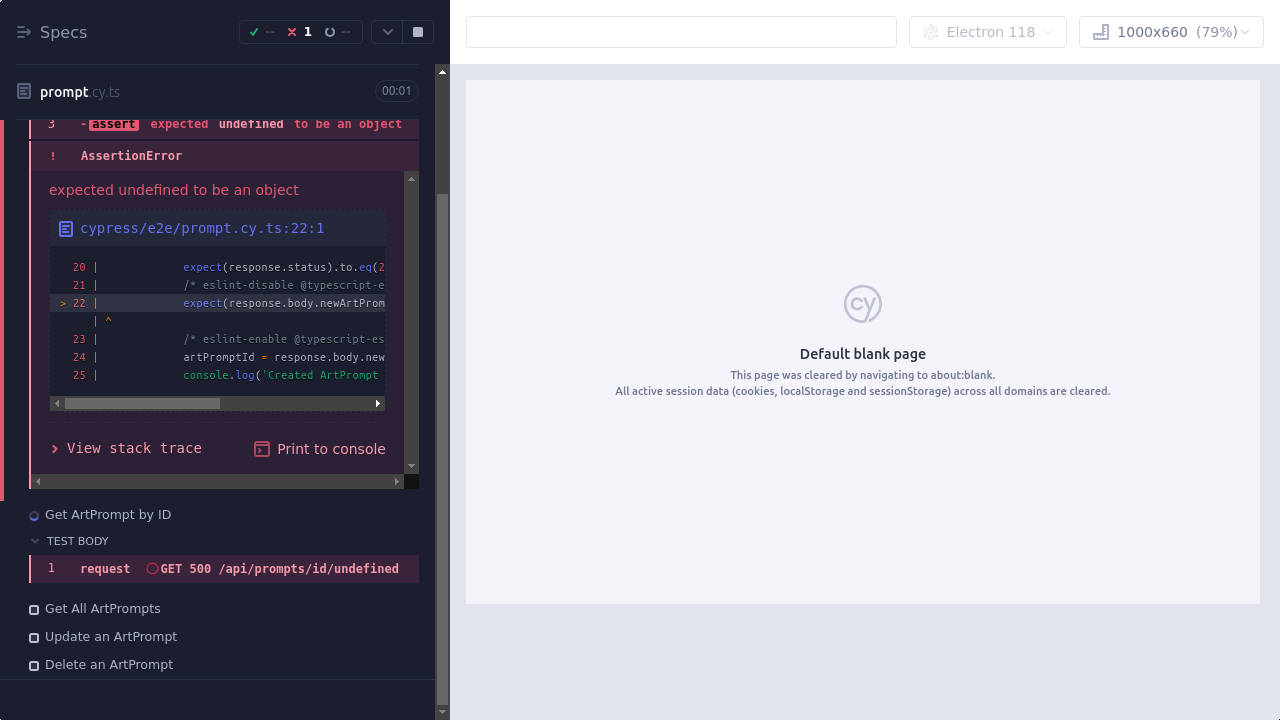 Specs
-- 1 --
Electron 118
1000x660 (79%)
prompt.cy.ts
00:01
3 -assert expected undefined to be an object
! AssertionError
expected undefined to be an object
cypress/e2e/prompt.cy.ts:22:1
20 | expect(response.status).to.eq(2
21 | /* eslint-disable @typescript-e
> 22 | expect(response.body.newArtProm
| ^
23 | /* eslint-enable @typescript-es
24 | artPromptId = response.body.new
25 | console.log('Created ArtPrompt
View stack trace
Print to console
Get ArtPrompt by ID
TEST BODY
1 request GET 500 /api/prompts/id/undefined
Get All ArtPrompts
Update an ArtPrompt
Delete an ArtPrompt
cy
Default blank page
This page was cleared by navigating to about:blank.
All active session data (cookies, localStorage and sessionStorage) across all domains are cleared.